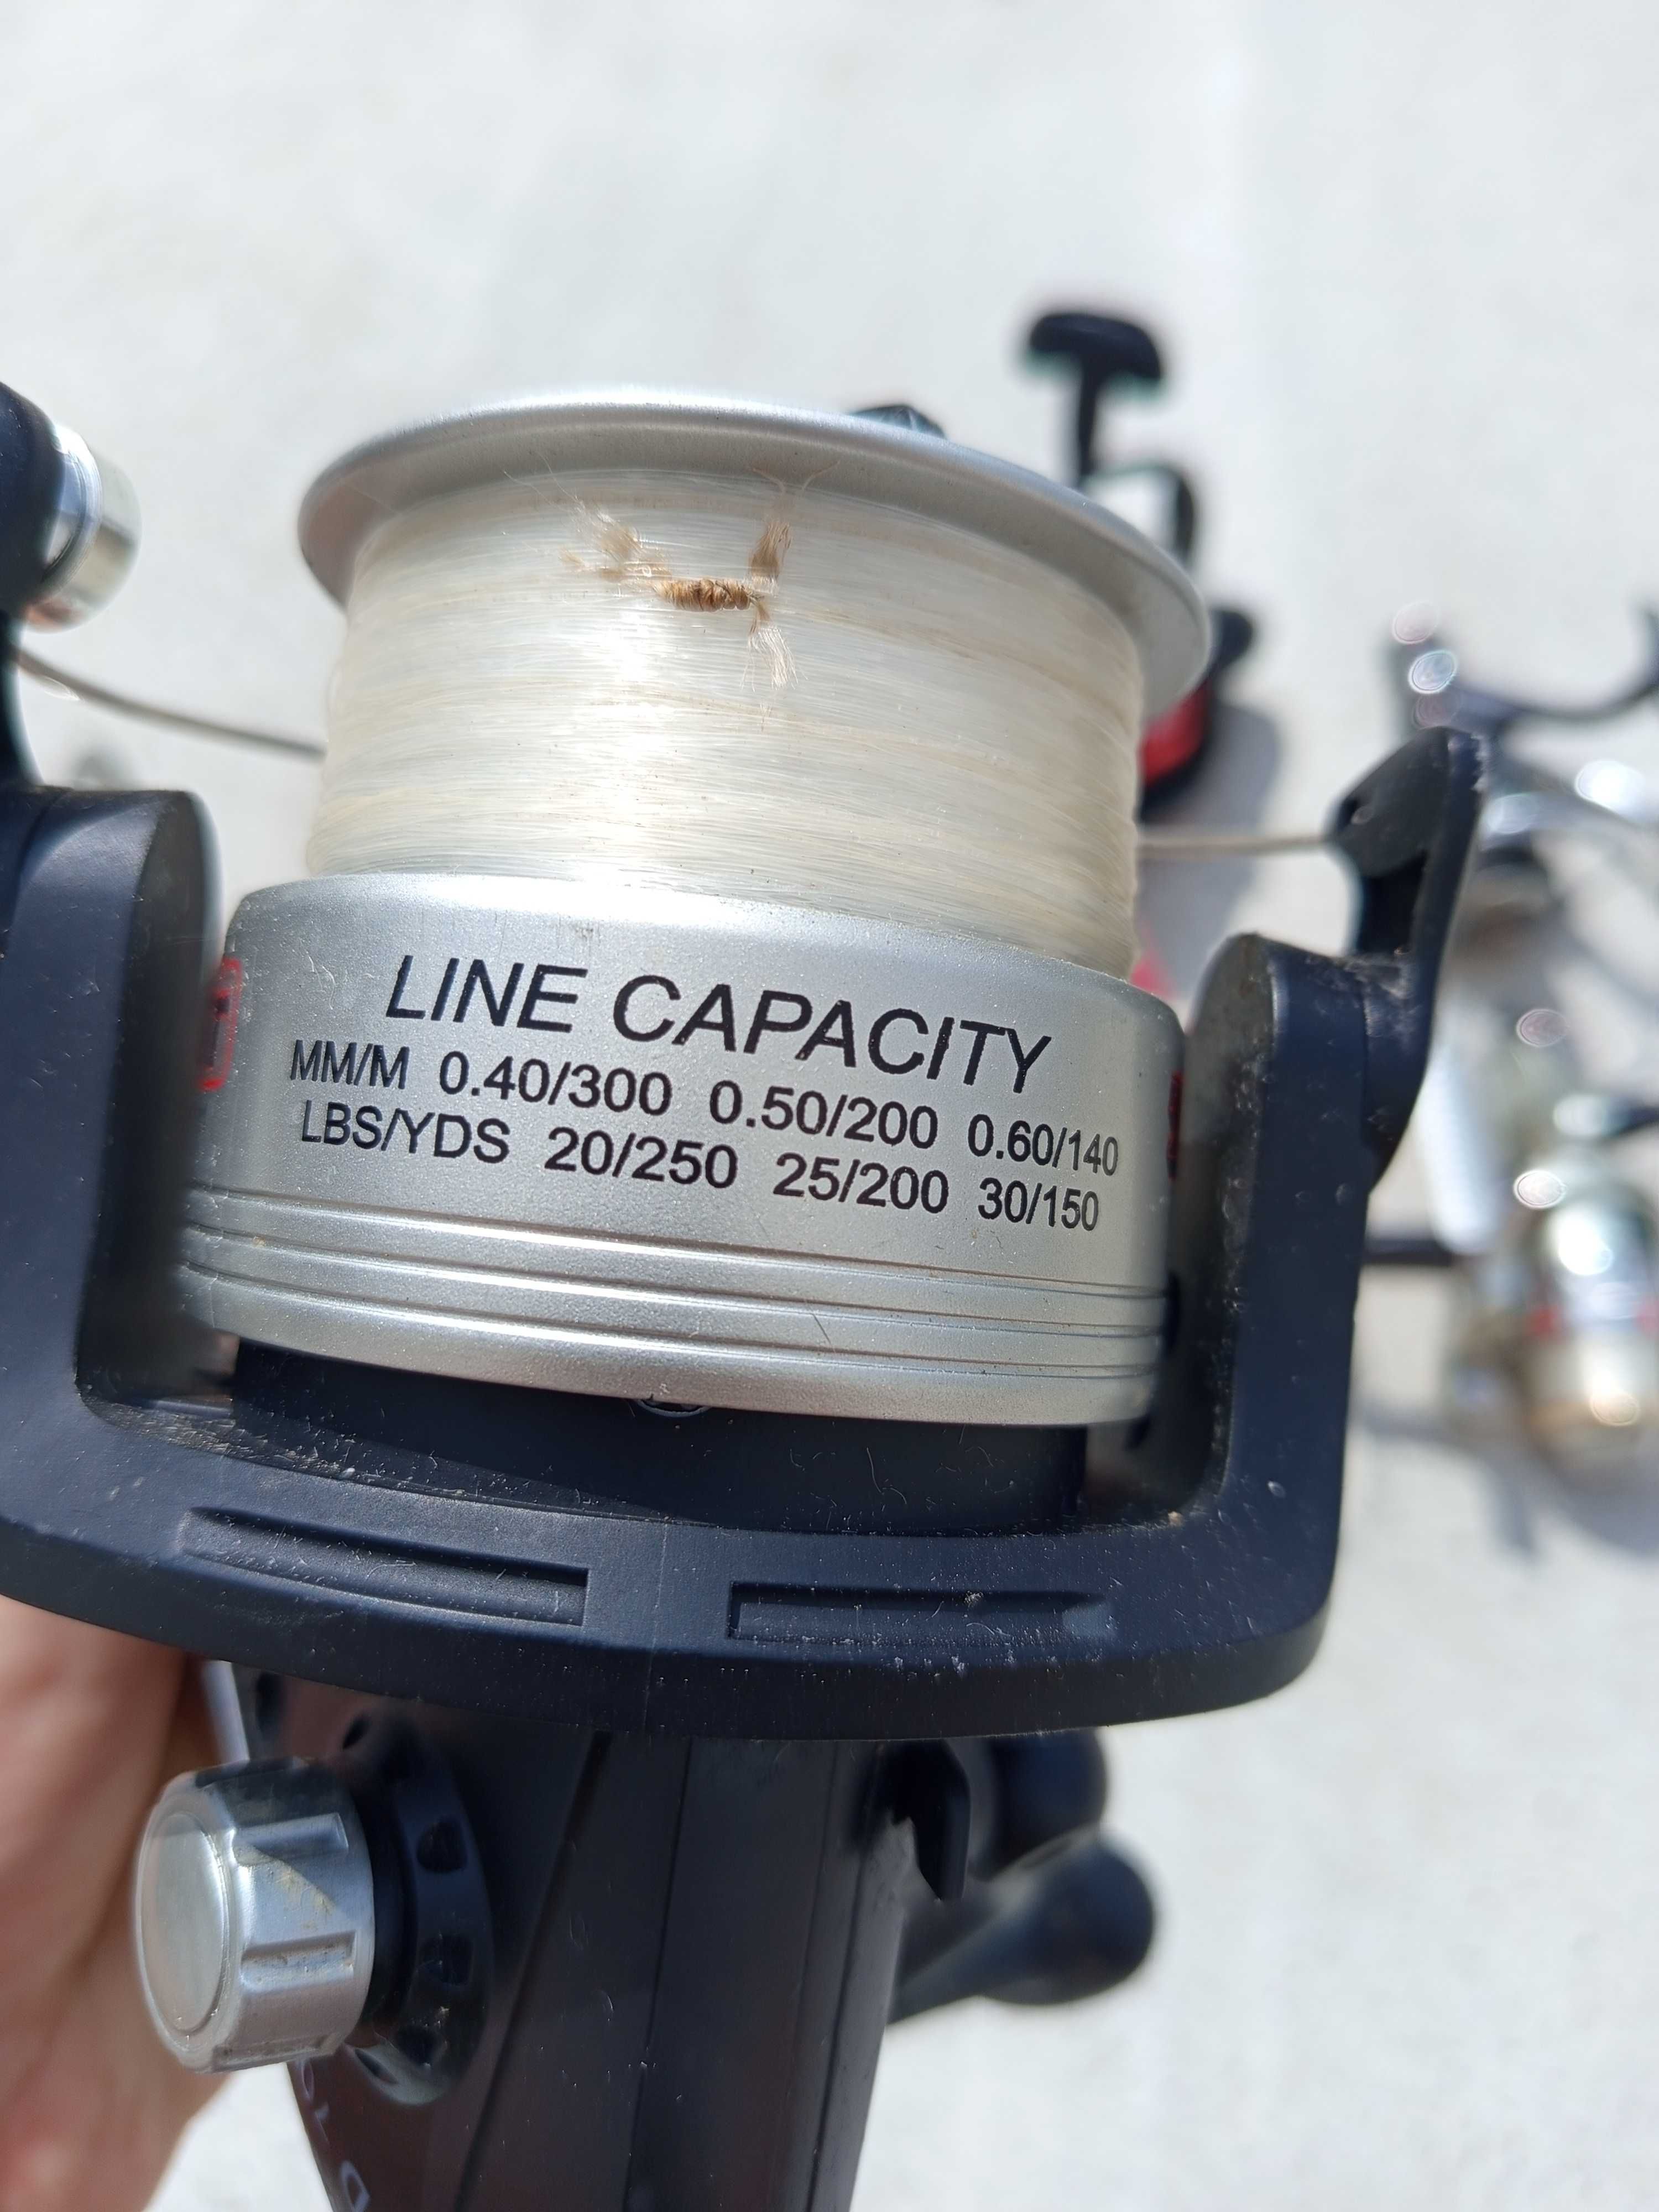 LINE CAPACITY
MM/M 0.40/300 0.50/200 0.60/140
LBS/YDS 20/250 25/200 30/150